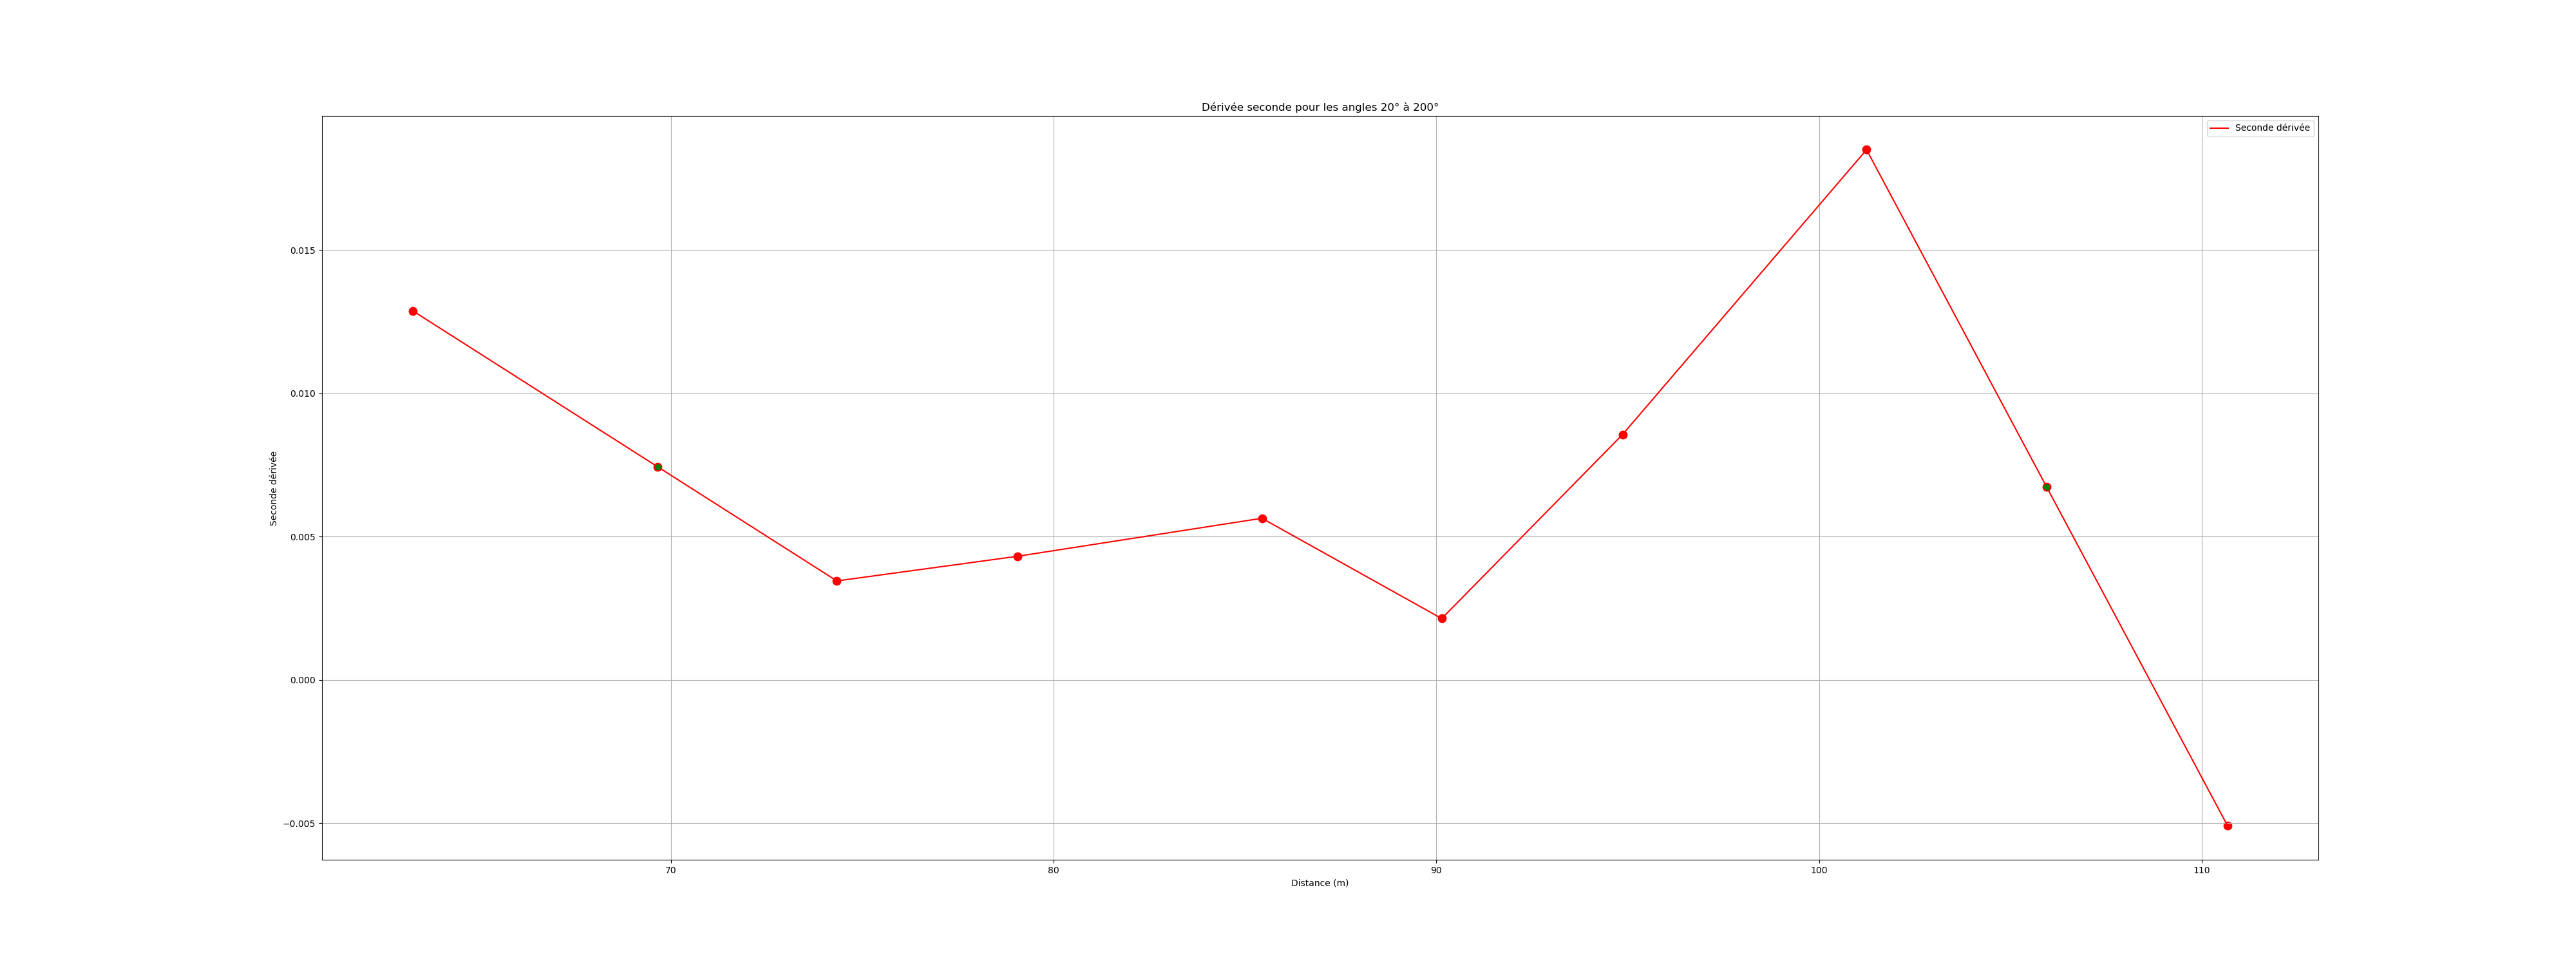 Dérivée seconde pour les angles 20° à 200°
Seconde dérivée
0.015
0.010
0.005
0.000
−0.005
Seconde dérivée
70
80
90
100
110
Distance (m)